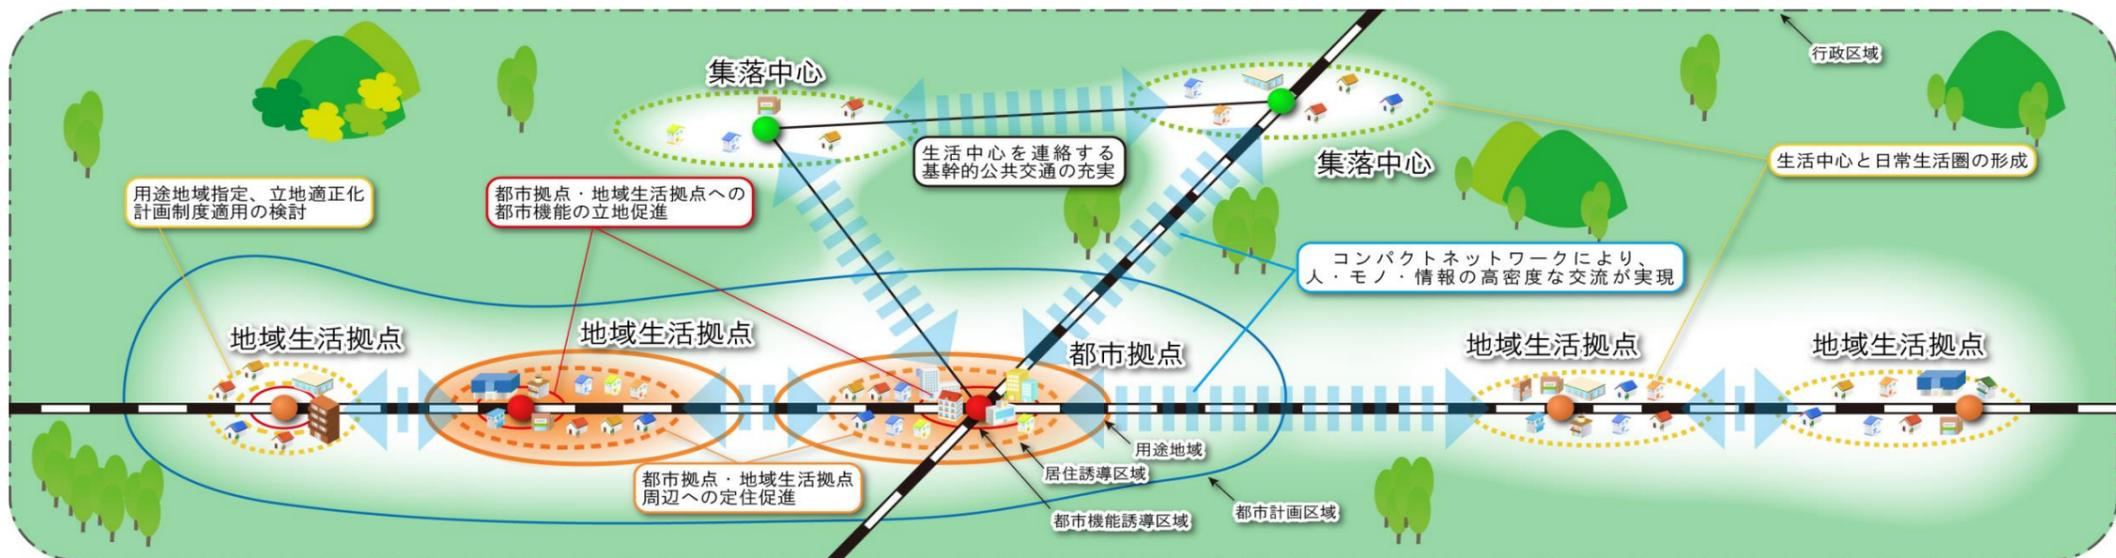 行政区域
集落中心
生活中心を連絡する
基幹的公共交通の充実
集落中心
生活中心と日常生活圏の形成
用途地域指定、立地適正化
計画制度適用の検討
都市拠点・地域生活拠点への
都市機能の立地促進
コンパクトネットワークにより、
人・モノ・情報の高密度な交流が実現
地域生活拠点
地域生活拠点
都市拠点
地域生活拠点
地域生活拠点
用途地域
居住誘導区域
都市拠点・地域生活拠点
周辺への定住促進
都市機能誘導区域
都市計画区域